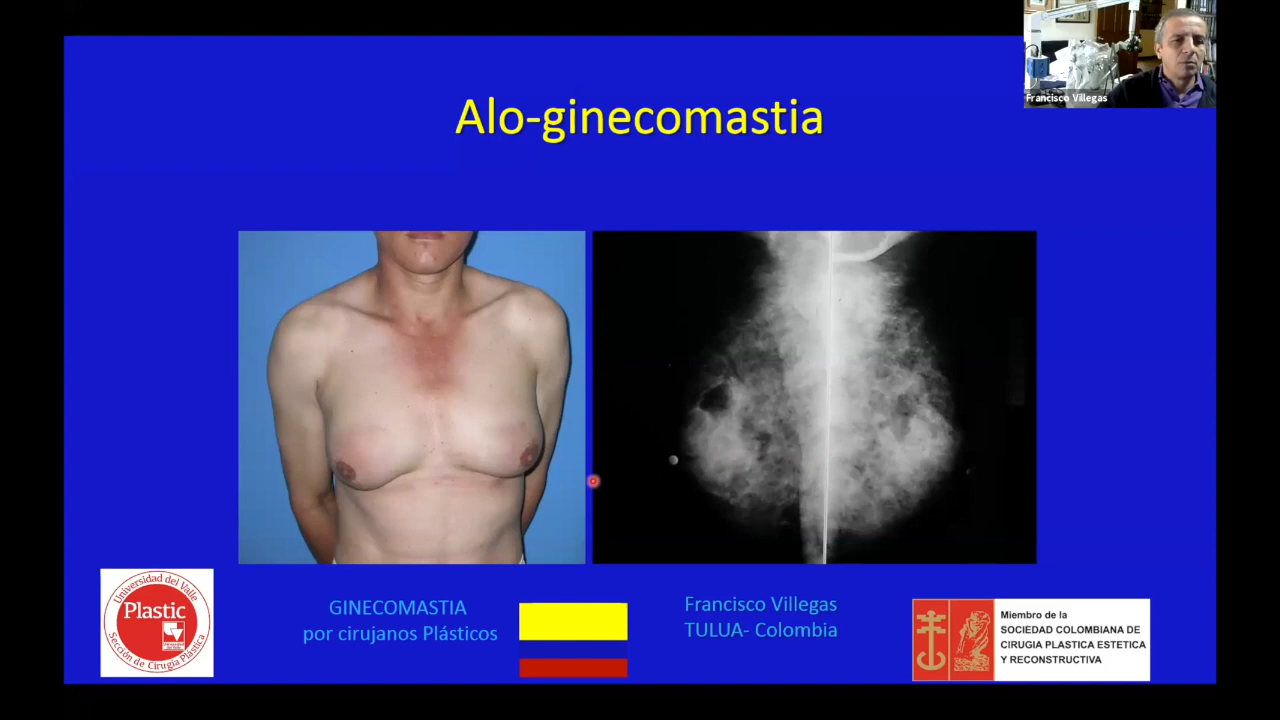 Francisco Villegas
Alo-ginecomastia
Universidad del Valle
Plastic
Sección de Cirugía Plástica
GINECOMASTIA
por cirujanos Plásticos
Francisco Villegas
TULUA- Colombia
Miembro de la
SOCIEDAD COLOMBIANA DE
CIRUGIA PLASTICA ESTETICA
Y RECONSTRUCTIVA